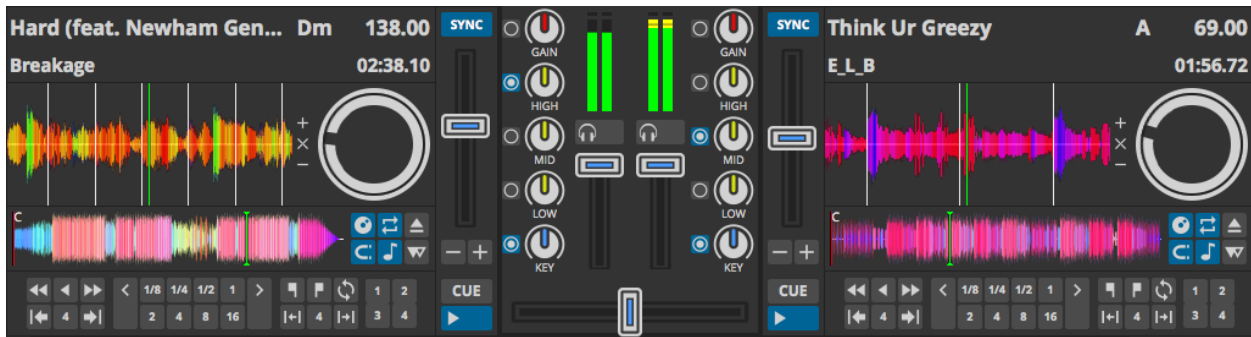 Hard (feat. Newham Gen... Dm 138.00
Breakage 02:38.10
C
1/8 1/4 1/2 1 1 2
4 2 4 8 16 4 3 4
SYNC
CUE
GAIN GAIN
HIGH HIGH
MID MID
LOW LOW
KEY KEY
SYNC
CUE
Think Ur Greezy A 69.00
E_L_B 01:56.72
C
1/8 1/4 1/2 1 1 2
4 2 4 8 16 4 3 4